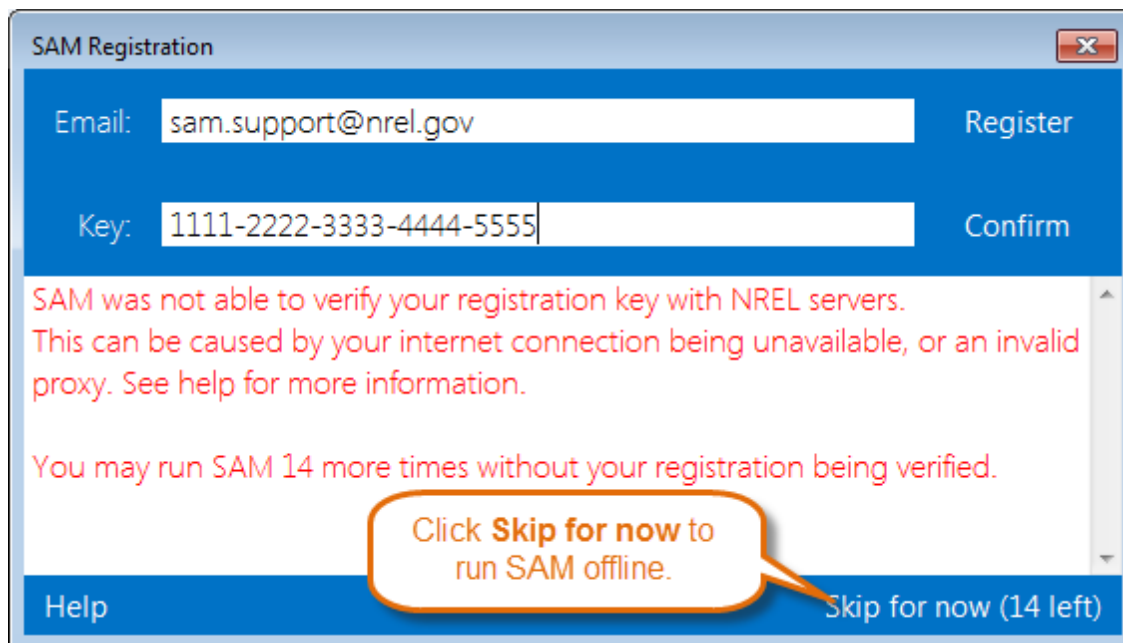 SAM Registration
Email: sam.support@nrel.gov Register
Key: 1111-2222-3333-4444-5555 Confirm
SAM was not able to verify your registration key with NREL servers.
This can be caused by your internet connection being unavailable, or an invalid
proxy. See help for more information.
You may run SAM 14 more times without your registration being verified.
Click Skip for now to
run SAM offline.
Help Skip for now (14 left)